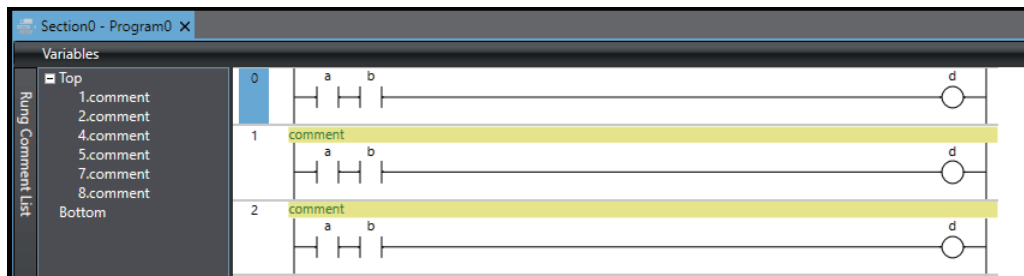 Section0 - Program0
Variables
Rung Comment List
Top
1.comment
2.comment
4.comment
5.comment
7.comment
8.comment
Bottom
0
a b d
1
comment
a b d
2
comment
a b d